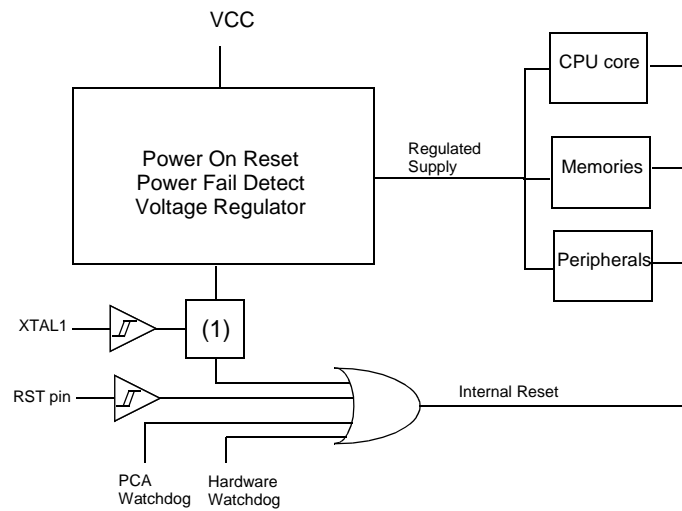 VCC
CPU core
Power On Reset
Power Fail Detect
Voltage Regulator
Regulated
Supply
Memories
Peripherals
XTAL1
(1)
RST pin
Internal Reset
PCA
Watchdog
Hardware
Watchdog